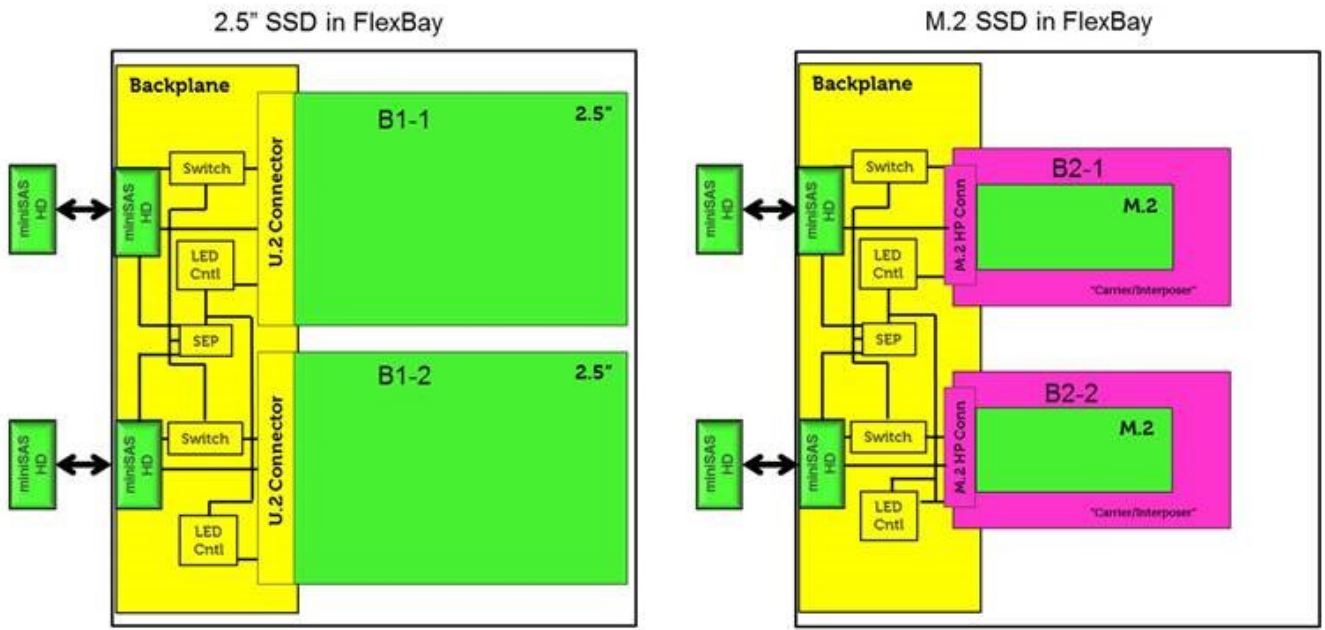 2.5” SSD in FlexBay
Backplane
B1-1
2.5”
U.2 Connector
Switch
miniSAS
HD
miniSAS
HD
LED
Cntl
SEP
B1-2
2.5”
U.2 Connector
Switch
miniSAS
HD
miniSAS
HD
LED
Cntl
M.2 SSD in FlexBay
Backplane
B2-1
M.2
M.2 HP Conn
"Carrier/Interposer"
Switch
miniSAS
HD
miniSAS
HD
LED
Cntl
SEP
B2-2
M.2
M.2 HP Conn
"Carrier/Interposer"
Switch
miniSAS
HD
miniSAS
HD
LED
Cntl